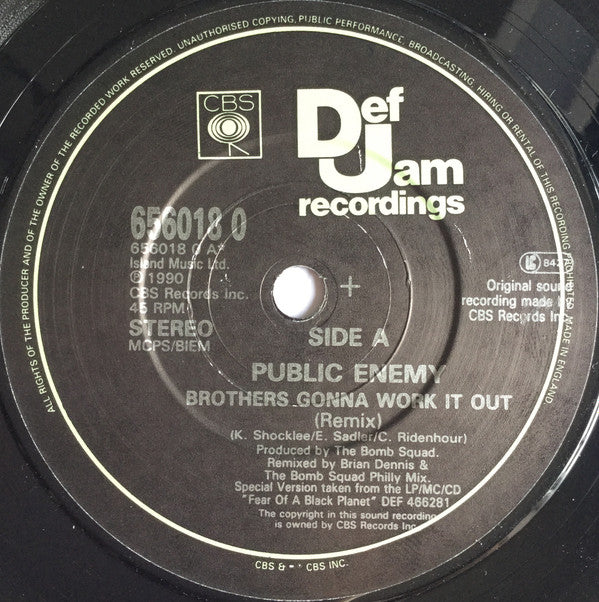 ALL RIGHTS OF THE PRODUCER AND OF THE OWNER OF THE RECORDED WORK RESERVED. UNAUTHORISED COPYING, PUBLIC PERFORMANCE, BROADCASTING, HIRING OR RENTAL OF THIS RECORDING PROHIBITED. MADE IN ENGLAND
CBS
Def
Jam
recordings
656018 0
656018 0 A*
Island Music Ltd.
℗ 1990
CBS Records Inc.
45 RPM
STEREO
MCPS/BIEM
LC
Original sound
recording made by
CBS Records Inc.
+
SIDE A
PUBLIC ENEMY
BROTHERS GONNA WORK IT OUT
(Remix)
(K. Shocklee/E. Sadler/C. Ridenhour)
Produced by The Bomb Squad.
Remixed by Brian Dennis &
The Bomb Squad Philly Mix.
Special Version taken from the LP/MC/CD
"Fear Of A Black Planet" DEF 466281
The copyright in this sound recording
is owned by CBS Records Inc.
CBS & CBS INC.